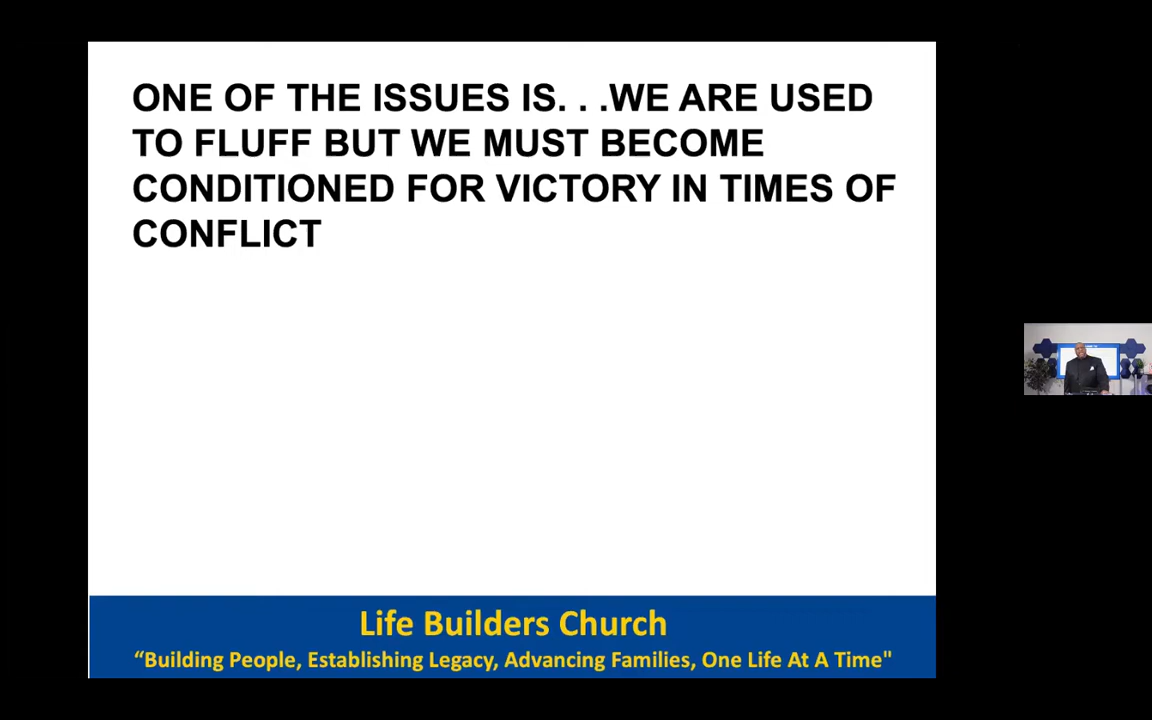 ONE OF THE ISSUES IS. . .WE ARE USED
TO FLUFF BUT WE MUST BECOME
CONDITIONED FOR VICTORY IN TIMES OF
CONFLICT
Life Builders Church
“Building People, Establishing Legacy, Advancing Families, One Life At A Time"